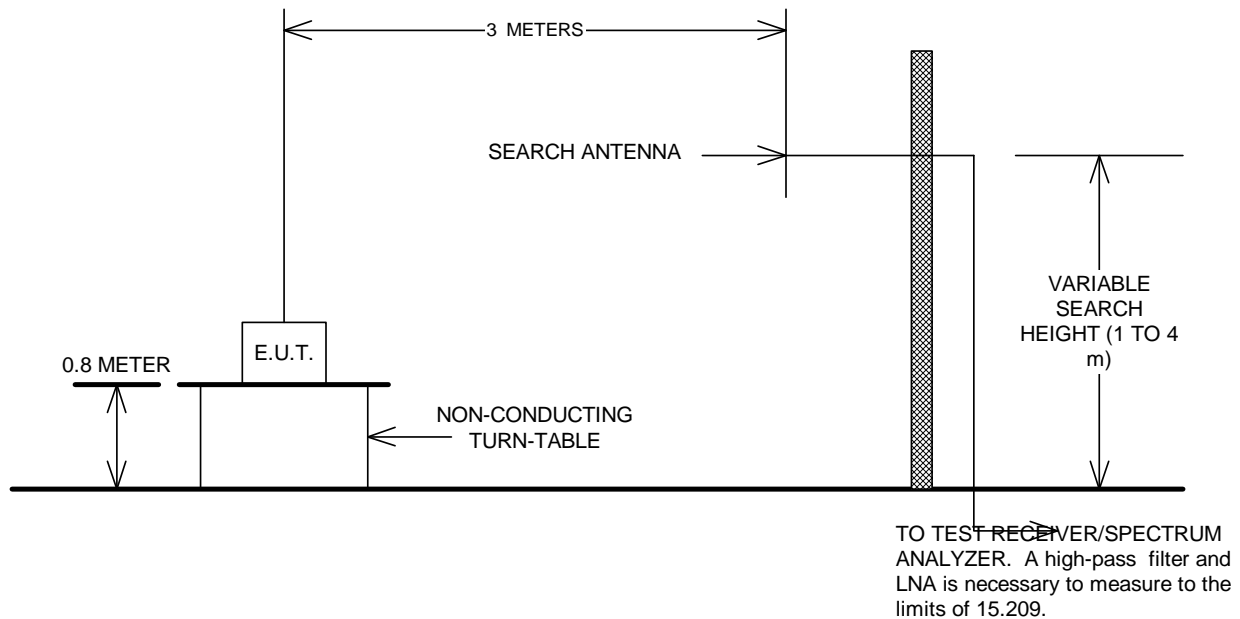 3 METERS
SEARCH ANTENNA
VARIABLE
SEARCH
HEIGHT (1 TO 4
m)
E.U.T.
0.8 METER
NON-CONDUCTING
TURN-TABLE
TO TEST RECEIVER/SPECTRUM
ANALYZER. A high-pass filter and
LNA is necessary to measure to the
limits of 15.209.